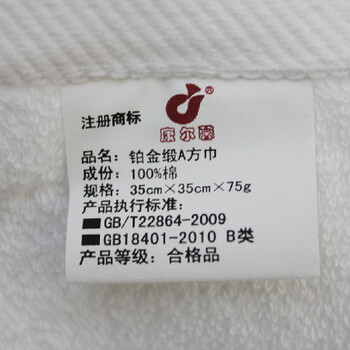 注册商标
®
康尔馨
品名：铂金缎A方巾
成份：100%棉
规格：35cm×35cm×75g
产品执行标准：
GB/T22864-2009
GB18401-2010 B类
产品等级：合格品